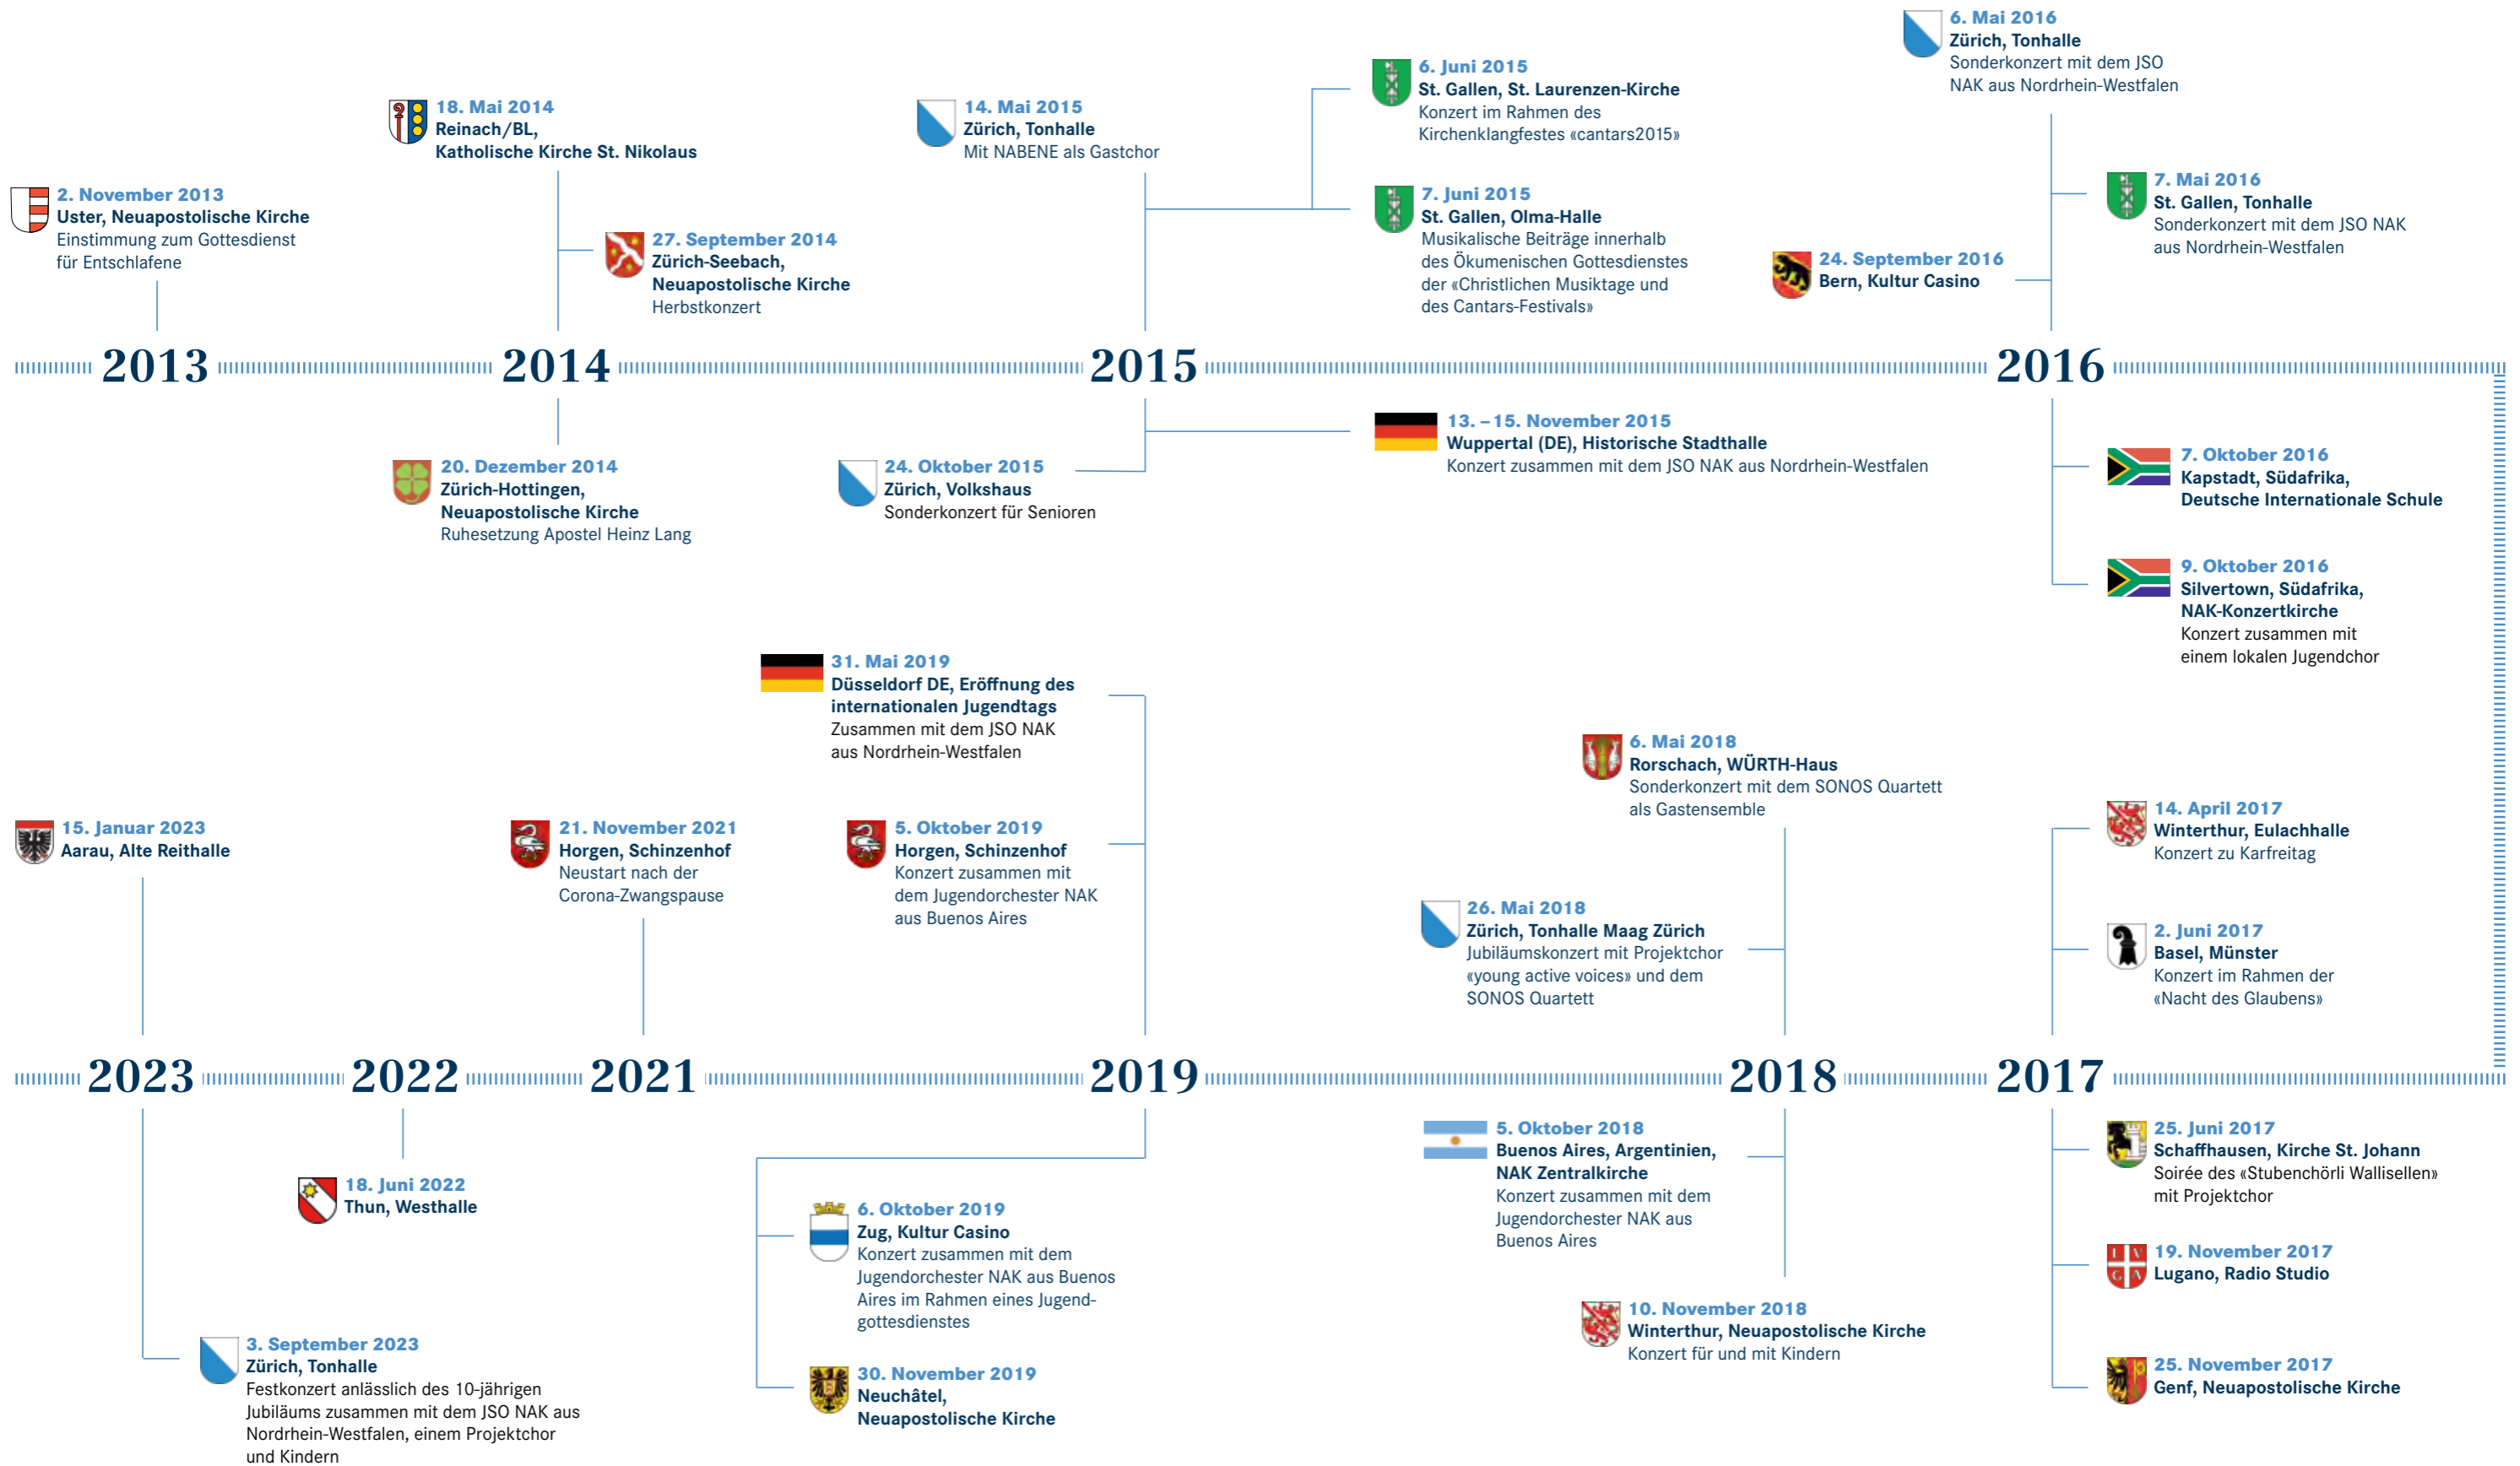 2. November 2013
Uster, Neuapostolische Kirche
Einstimmung zum Gottesdienst
für Entschlafene
18. Mai 2014
Reinach/BL,
Katholische Kirche St. Nikolaus
27. September 2014
Zürich-Seebach,
Neuapostolische Kirche
Herbstkonzert
14. Mai 2015
Zürich, Tonhalle
Mit NABENE als Gastchor
6. Juni 2015
St. Gallen, St. Laurenzen-Kirche
Konzert im Rahmen des
Kirchenklangfestes «cantars2015»
7. Juni 2015
St. Gallen, Olma-Halle
Musikalische Beiträge innerhalb
des Ökumenischen Gottesdienstes
der «Christlichen Musiktage und
des Cantars-Festivals»
6. Mai 2016
Zürich, Tonhalle
Sonderkonzert mit dem JSO
NAK aus Nordrhein-Westfalen
7. Mai 2016
St. Gallen, Tonhalle
Sonderkonzert mit dem JSO NAK
aus Nordrhein-Westfalen
24. September 2016
Bern, Kultur Casino
2013
2014
2015
2016
20. Dezember 2014
Zürich-Hottingen,
Neuapostolische Kirche
Ruhesetzung Apostel Heinz Lang
24. Oktober 2015
Zürich, Volkshaus
Sonderkonzert für Senioren
13. – 15. November 2015
Wuppertal (DE), Historische Stadthalle
Konzert zusammen mit dem JSO NAK aus Nordrhein-Westfalen
7. Oktober 2016
Kapstadt, Südafrika,
Deutsche Internationale Schule
9. Oktober 2016
Silvertown, Südafrika,
NAK-Konzertkirche
Konzert zusammen mit
einem lokalen Jugendchor
15. Januar 2023
Aarau, Alte Reithalle
21. November 2021
Horgen, Schinzenhof
Neustart nach der
Corona-Zwangspause
31. Mai 2019
Düsseldorf DE, Eröffnung des
internationalen Jugendtags
Zusammen mit dem JSO NAK
aus Nordrhein-Westfalen
5. Oktober 2019
Horgen, Schinzenhof
Konzert zusammen mit
dem Jugendorchester NAK
aus Buenos Aires
6. Mai 2018
Rorschach, WÜRTH-Haus
Sonderkonzert mit dem SONOS Quartett
als Gastensemble
26. Mai 2018
Zürich, Tonhalle Maag Zürich
Jubiläumskonzert mit Projektchor
«young active voices» und dem
SONOS Quartett
14. April 2017
Winterthur, Eulachhalle
Konzert zu Karfreitag
2. Juni 2017
Basel, Münster
Konzert im Rahmen der
«Nacht des Glaubens»
2023
2022
2021
2019
2018
2017
3. September 2023
Zürich, Tonhalle
Festkonzert anlässlich des 10-jährigen
Jubiläums zusammen mit dem JSO NAK aus
Nordrhein-Westfalen, einem Projektchor
und Kindern
18. Juni 2022
Thun, Westhalle
6. Oktober 2019
Zug, Kultur Casino
Konzert zusammen mit dem
Jugendorchester NAK aus Buenos
Aires im Rahmen eines Jugend-
gottesdienstes
30. November 2019
Neuchâtel,
Neuapostolische Kirche
5. Oktober 2018
Buenos Aires, Argentinien,
NAK Zentralkirche
Konzert zusammen mit dem
Jugendorchester NAK aus
Buenos Aires
10. November 2018
Winterthur, Neuapostolische Kirche
Konzert für und mit Kindern
25. Juni 2017
Schaffhausen, Kirche St. Johann
Soirée des «Stubenchörli Wallisellen»
mit Projektchor
L V
G A
19. November 2017
Lugano, Radio Studio
25. November 2017
Genf, Neuapostolische Kirche